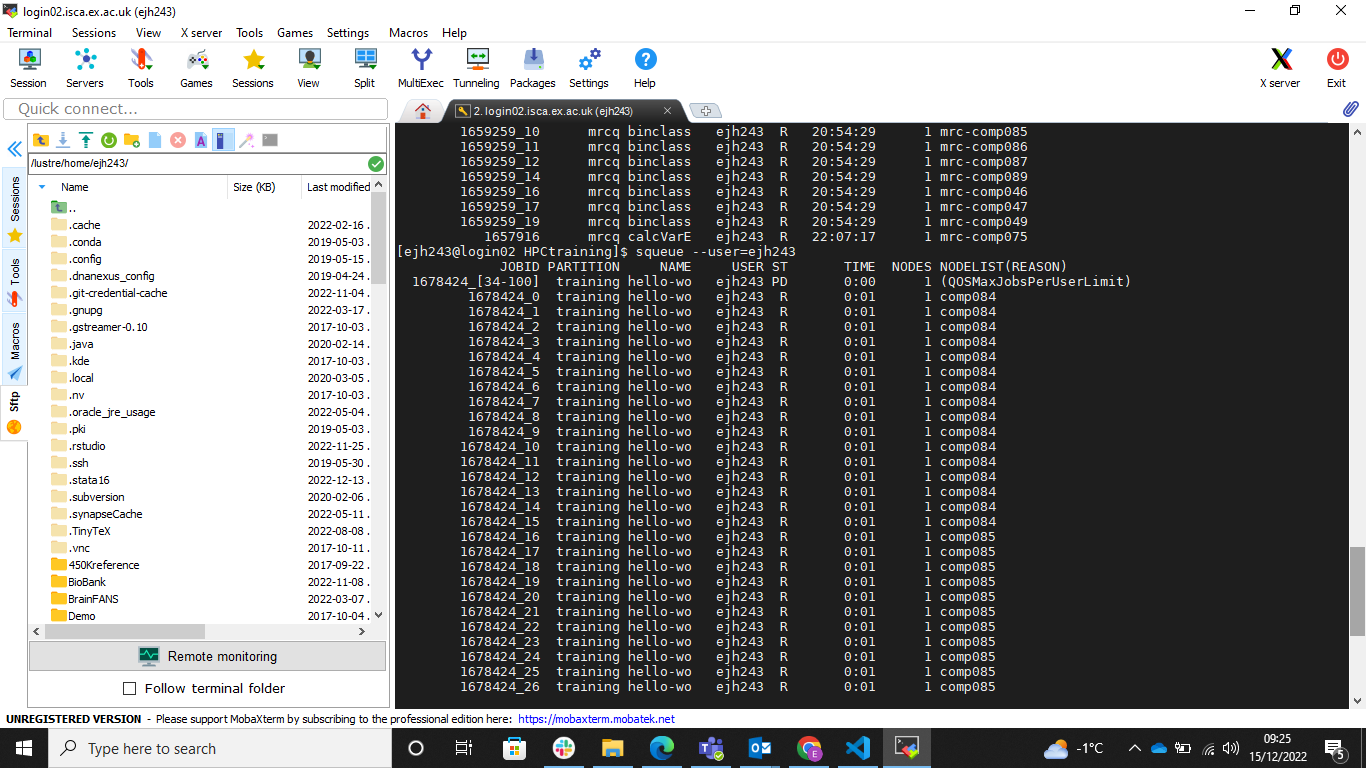 login02.isca.ex.ac.uk (ejh243)
Terminal Sessions View X server Tools Games Settings Macros Help
Session Servers Tools Games Sessions View Split MultiExec Tunneling Packages Settings Help X server Exit
Quick connect...
2. login02.isca.ex.ac.uk (ejh243)
/lustre/home/ejh243/
Name Size (KB) Last modified
..
.cache 2022-02-16 .
.conda 2019-05-03 .
.config 2019-05-15 .
.dnanexus_config 2019-04-24 .
.git-credential-cache 2022-11-04 .
.gnupg 2022-03-17 .
.gstreamer-0.10 2017-10-03 .
.java 2020-02-14 .
.kde 2017-10-03 .
.local 2020-03-05 .
.nv 2017-10-03 .
.oracle_jre_usage 2022-05-04 .
.pki 2019-05-03 .
.rstudio 2022-11-25 .
.ssh 2019-05-30 .
.stata16 2022-12-13 .
.subversion 2020-02-06 .
.synapseCache 2022-05-11 .
.TinyTeX 2022-08-08 .
.vnc 2017-10-11 .
450Kreference 2017-09-22 .
BioBank 2022-11-08 .
BrainFANS 2022-03-07 .
Demo 2017-10-04 .
Remote monitoring
Follow terminal folder
Sessions
Tools
Macros
Sftp
1659259_10 mrcq binclass ejh243 R 20:54:29 1 mrc-comp085
1659259_11 mrcq binclass ejh243 R 20:54:29 1 mrc-comp086
1659259_12 mrcq binclass ejh243 R 20:54:29 1 mrc-comp087
1659259_14 mrcq binclass ejh243 R 20:54:29 1 mrc-comp089
1659259_16 mrcq binclass ejh243 R 20:54:29 1 mrc-comp046
1659259_17 mrcq binclass ejh243 R 20:54:29 1 mrc-comp047
1659259_19 mrcq binclass ejh243 R 20:54:29 1 mrc-comp049
1657916 mrcq calcVarE ejh243 R 22:07:17 1 mrc-comp075
[ejh243@login02 HPCtraining]$ squeue --user=ejh243
JOBID PARTITION NAME USER ST TIME NODES NODELIST(REASON)
1678424_[34-100] training hello-wo ejh243 PD 0:00 1 (QOSMaxJobsPerUserLimit)
1678424_0 training hello-wo ejh243 R 0:01 1 comp084
1678424_1 training hello-wo ejh243 R 0:01 1 comp084
1678424_2 training hello-wo ejh243 R 0:01 1 comp084
1678424_3 training hello-wo ejh243 R 0:01 1 comp084
1678424_4 training hello-wo ejh243 R 0:01 1 comp084
1678424_5 training hello-wo ejh243 R 0:01 1 comp084
1678424_6 training hello-wo ejh243 R 0:01 1 comp084
1678424_7 training hello-wo ejh243 R 0:01 1 comp084
1678424_8 training hello-wo ejh243 R 0:01 1 comp084
1678424_9 training hello-wo ejh243 R 0:01 1 comp084
1678424_10 training hello-wo ejh243 R 0:01 1 comp084
1678424_11 training hello-wo ejh243 R 0:01 1 comp084
1678424_12 training hello-wo ejh243 R 0:01 1 comp084
1678424_13 training hello-wo ejh243 R 0:01 1 comp084
1678424_14 training hello-wo ejh243 R 0:01 1 comp084
1678424_15 training hello-wo ejh243 R 0:01 1 comp084
1678424_16 training hello-wo ejh243 R 0:01 1 comp085
1678424_17 training hello-wo ejh243 R 0:01 1 comp085
1678424_18 training hello-wo ejh243 R 0:01 1 comp085
1678424_19 training hello-wo ejh243 R 0:01 1 comp085
1678424_20 training hello-wo ejh243 R 0:01 1 comp085
1678424_21 training hello-wo ejh243 R 0:01 1 comp085
1678424_22 training hello-wo ejh243 R 0:01 1 comp085
1678424_23 training hello-wo ejh243 R 0:01 1 comp085
1678424_24 training hello-wo ejh243 R 0:01 1 comp085
1678424_25 training hello-wo ejh243 R 0:01 1 comp085
1678424_26 training hello-wo ejh243 R 0:01 1 comp085
UNREGISTERED VERSION - Please support MobaXterm by subscribing to the professional edition here: https://mobaxterm.mobatek.net
Type here to search
-1°C
09:25
15/12/2022
5